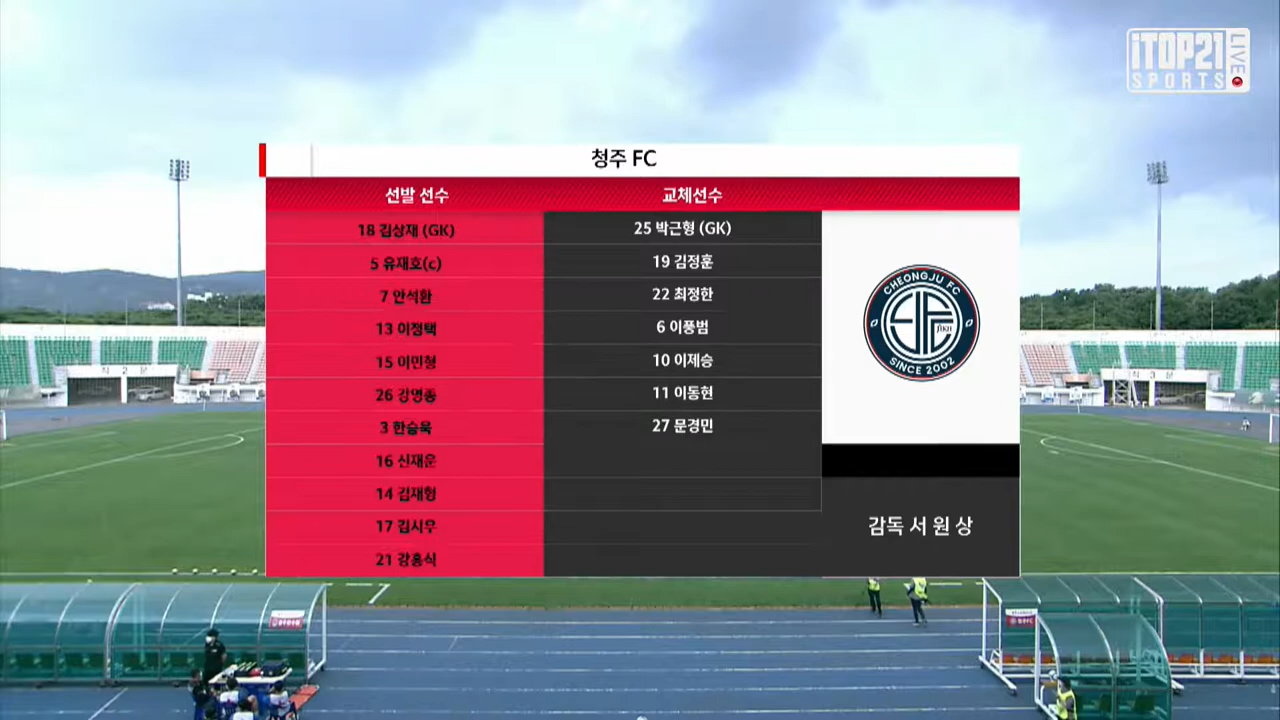 iTOP21
SPORTS
LIVE
청주 FC
선발 선수
교체선수
18 김상재 (GK)
5 유재호(c)
7 안석환
13 이정택
15 이민형
26 강영종
3 한승욱
16 신재운
14 김재형
17 김시우
21 강홍식
25 박근형 (GK)
19 김정훈
22 최정한
6 이풍범
10 이제승
11 이동현
27 문경민
CHEONGJU FC
SINCE 2002
감독 서 원 상